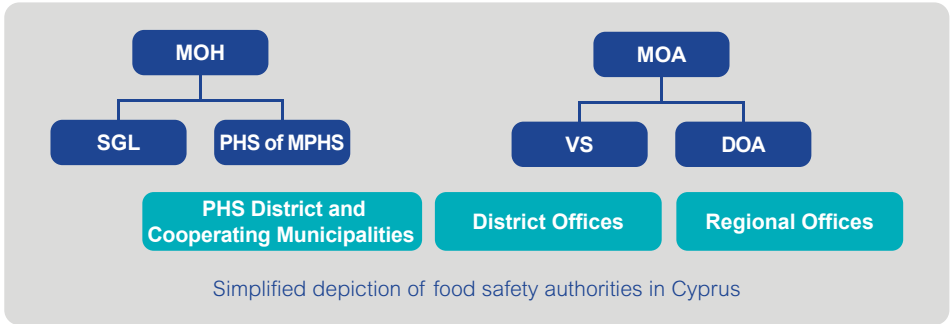 MOH
MOA
SGL
PHS of MPHS
VS
DOA
PHS District and
Cooperating Municipalities
District Offices
Regional Offices
Simplified depiction of food safety authorities in Cyprus